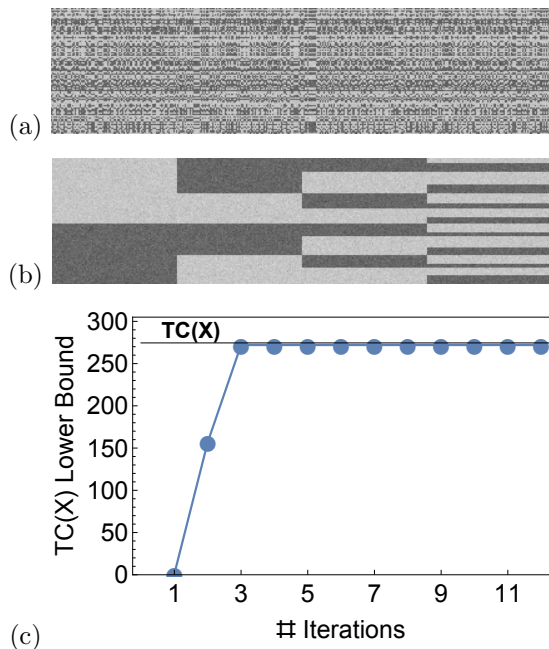 (a)
(b)
300
TC(X)
250
200
150
100
50
0
TC(X) Lower Bound
1 3 5 7 9 11
# Iterations
(c)